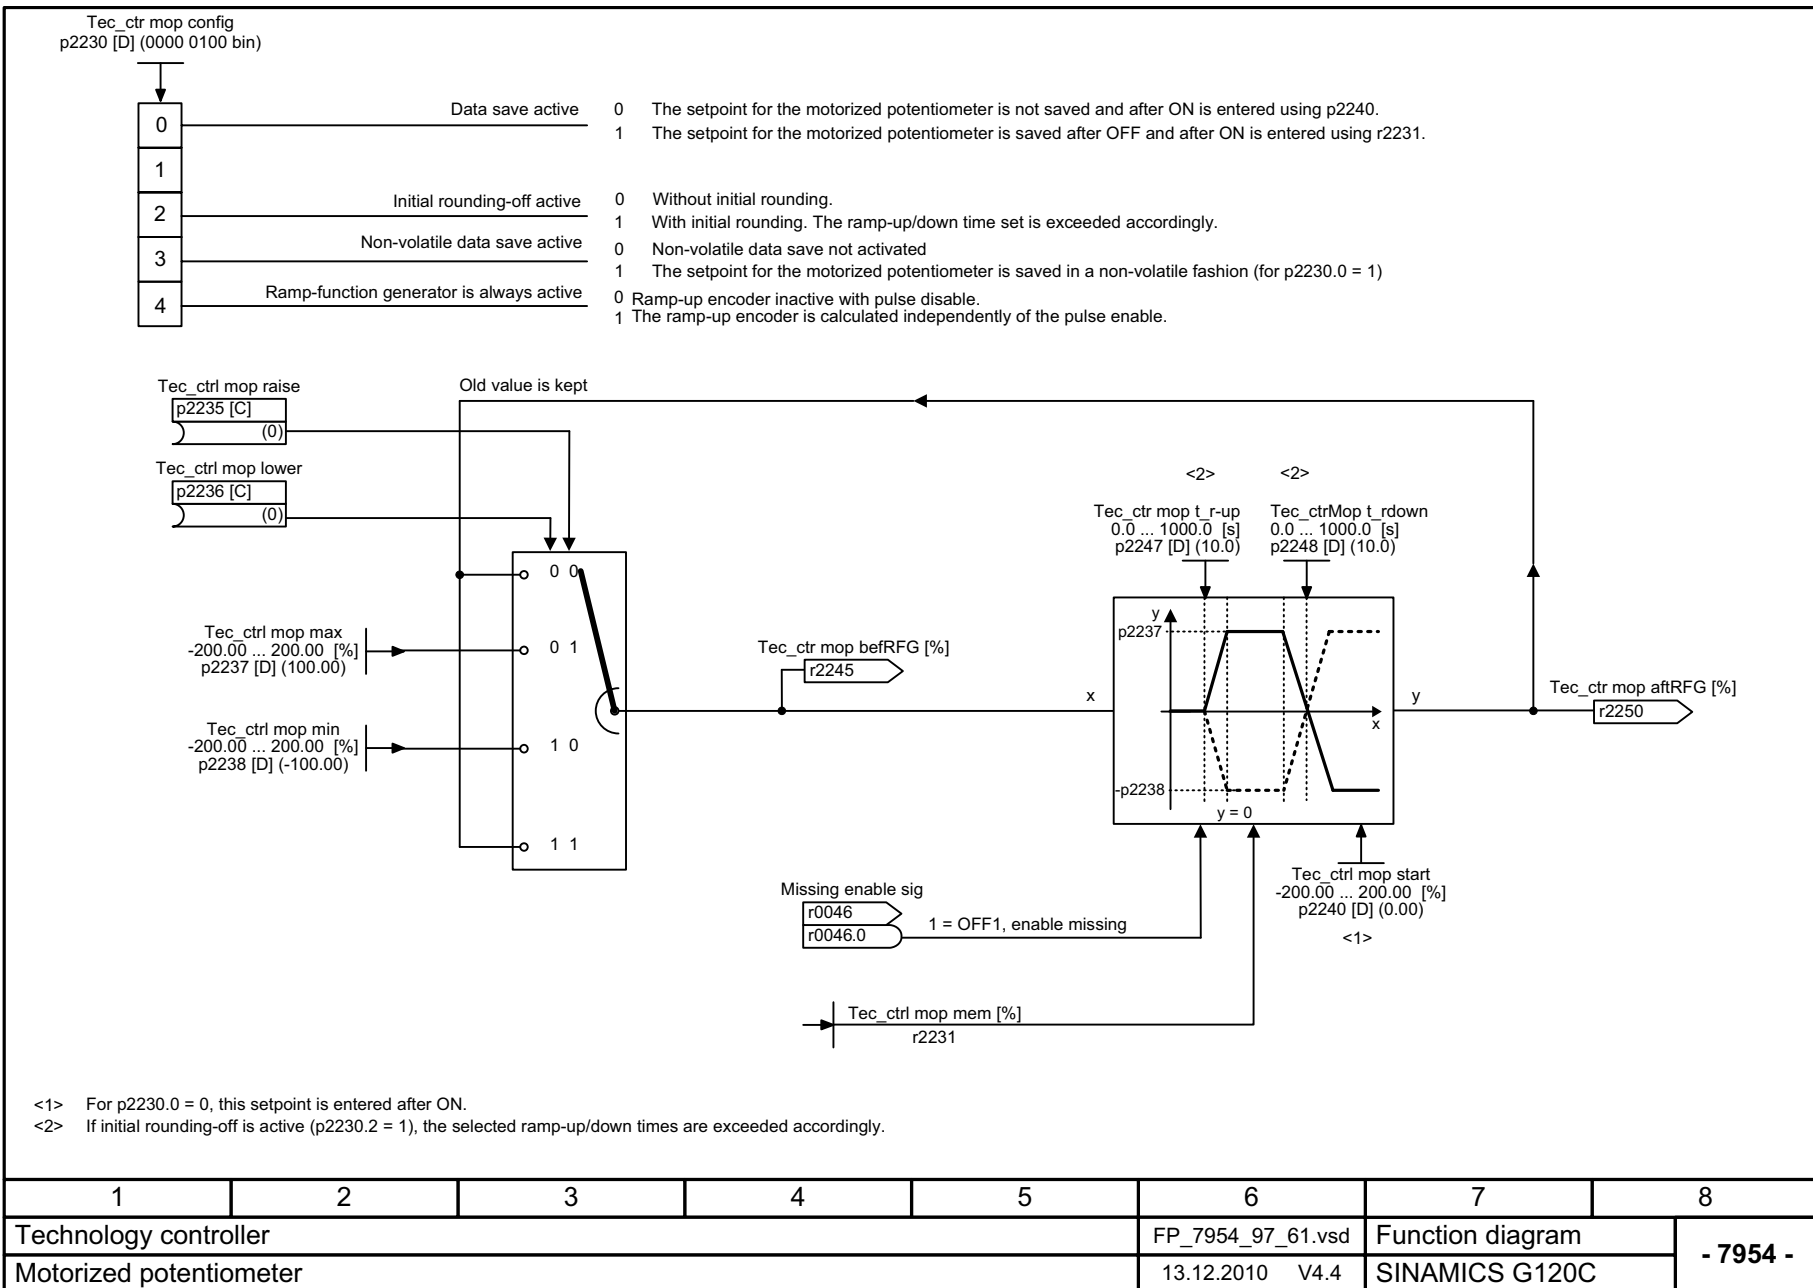 Tec_ctr mop config
p2230 [D] (0000 0100 bin)
0
Data save active
0 The setpoint for the motorized potentiometer is not saved and after ON is entered using p2240.
1 The setpoint for the motorized potentiometer is saved after OFF and after ON is entered using r2231.
1
2
Initial rounding-off active
0 Without initial rounding.
1 With initial rounding. The ramp-up/down time set is exceeded accordingly.
3
Non-volatile data save active
0 Non-volatile data save not activated
1 The setpoint for the motorized potentiometer is saved in a non-volatile fashion (for p2230.0 = 1)
4
Ramp-function generator is always active
0 Ramp-up encoder inactive with pulse disable.
1 The ramp-up encoder is calculated independently of the pulse enable.
Tec_ctrl mop raise
p2235 [C]
(0)
Old value is kept
Tec_ctrl mop lower
p2236 [C]
(0)
<2>
<2>
Tec_ctr mop t_r-up
0.0 ... 1000.0 [s]
p2247 [D] (10.0)
Tec_ctrMop t_rdown
0.0 ... 1000.0 [s]
p2248 [D] (10.0)
0 0
0 1
1 0
1 1
Tec_ctrl mop max
-200.00 ... 200.00 [%]
p2237 [D] (100.00)
Tec_ctrl mop min
-200.00 ... 200.00 [%]
p2238 [D] (-100.00)
Tec_ctr mop befRFG [%]
r2245
x
y
p2237
x
-p2238
y = 0
y
Tec_ctr mop aftRFG [%]
r2250
Missing enable sig
r0046
r0046.0
1 = OFF1, enable missing
Tec_ctrl mop start
-200.00 ... 200.00 [%]
p2240 [D] (0.00)
<1>
Tec_ctrl mop mem [%]
r2231
<1> For p2230.0 = 0, this setpoint is entered after ON.
<2> If initial rounding-off is active (p2230.2 = 1), the selected ramp-up/down times are exceeded accordingly.
1 2 3 4 5 6 7 8
Technology controller
FP_7954_97_61.vsd
Function diagram
- 7954 -
Motorized potentiometer
13.12.2010 V4.4
SINAMICS G120C